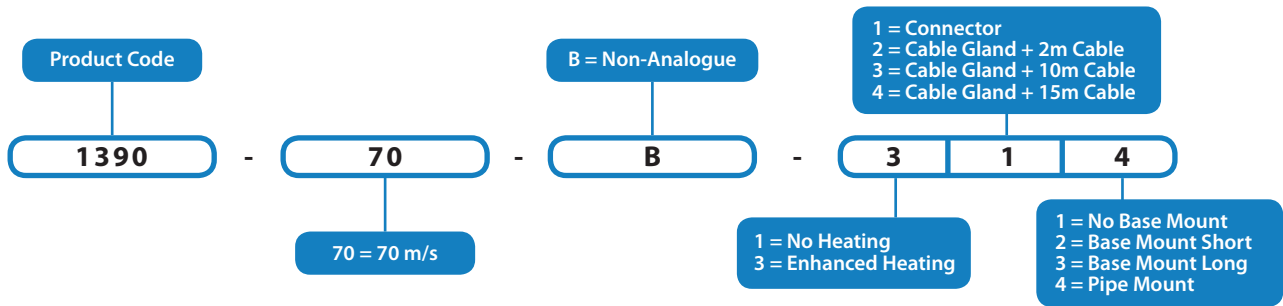 1 = Connector
2 = Cable Gland + 2m Cable
3 = Cable Gland + 10m Cable
4 = Cable Gland + 15m Cable
Product Code
B = Non-Analogue
1390 - 70 - B - 3 1 4
70 = 70 m/s
1 = No Heating
3 = Enhanced Heating
1 = No Base Mount
2 = Base Mount Short
3 = Base Mount Long
4 = Pipe Mount